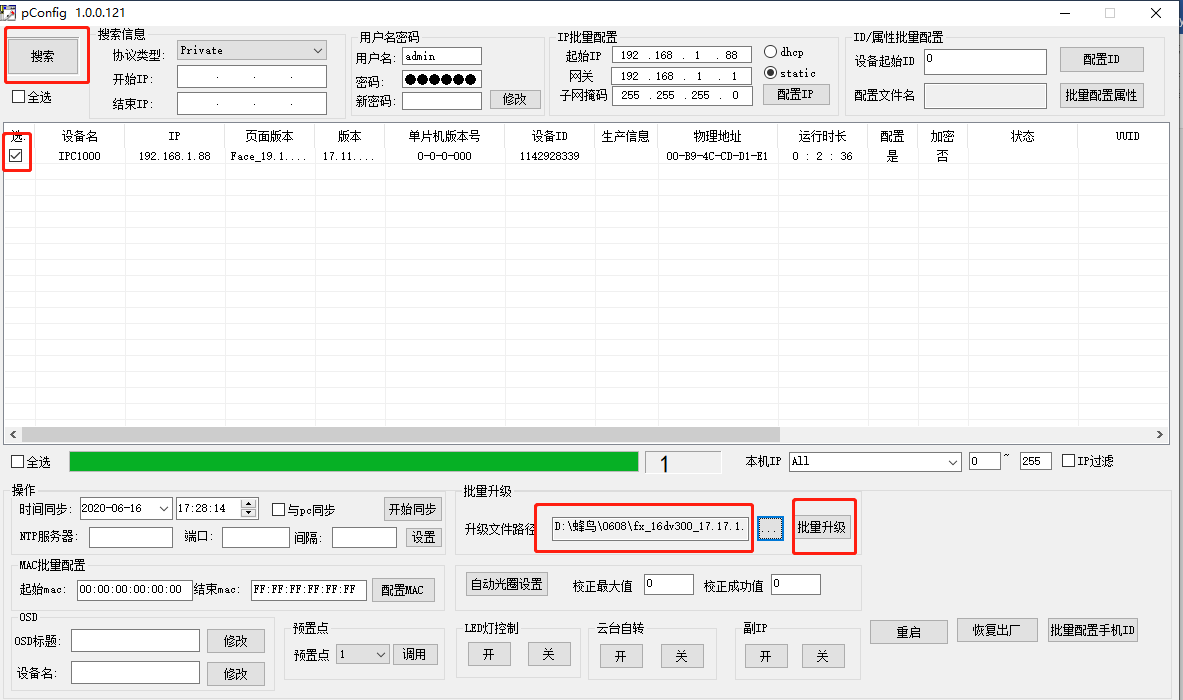 pConfig 1.0.0.121
搜索
全选
搜索信息
协议类型: Private
开始IP: . . .
结束IP: . . .
用户名密码
用户名: admin
密码: ●●●●●●
新密码: 修改
IP批量配置
起始IP 192 .168 . 1 . 88
网关 192 .168 . 1 . 1
子网掩码 255 .255 .255 . 0
dhcp
static
配置IP
ID/属性批量配置
设备起始ID 0 配置ID
配置文件名 批量配置属性
选. 设备名 IP 页面版本 版本 单片机版本号 设备ID 生产信息 物理地址 运行时长 配置 加密 状态 UUID
IPC1000 192.168.1.88 Face_19.1.... 17.11.... 0-0-0-000 1142928339 00-B9-4C-CD-D1-E1 0 : 2 : 36 是 否
全选 1 本机IP All 0 ~ 255 IP过滤
操作
时间同步: 2020-06-16 17:28:14 与pc同步 开始同步
NTP服务器: 端口: 间隔: 设置
批量升级
升级文件路径 D:\蜂鸟\0608\fx_16dv300_17.17.1. ... 批量升级
MAC批量配置
起始mac: 00:00:00:00:00:00 结束mac: FF:FF:FF:FF:FF:FF 配置MAC
自动光圈设置 校正最大值 0 校正成功值 0
OSD
OSD标题: 修改
设备名: 修改
预置点
预置点 1 调用
LED灯控制
开 关
云台自转
开 关
副IP
开 关
重启 恢复出厂 批量配置手机ID